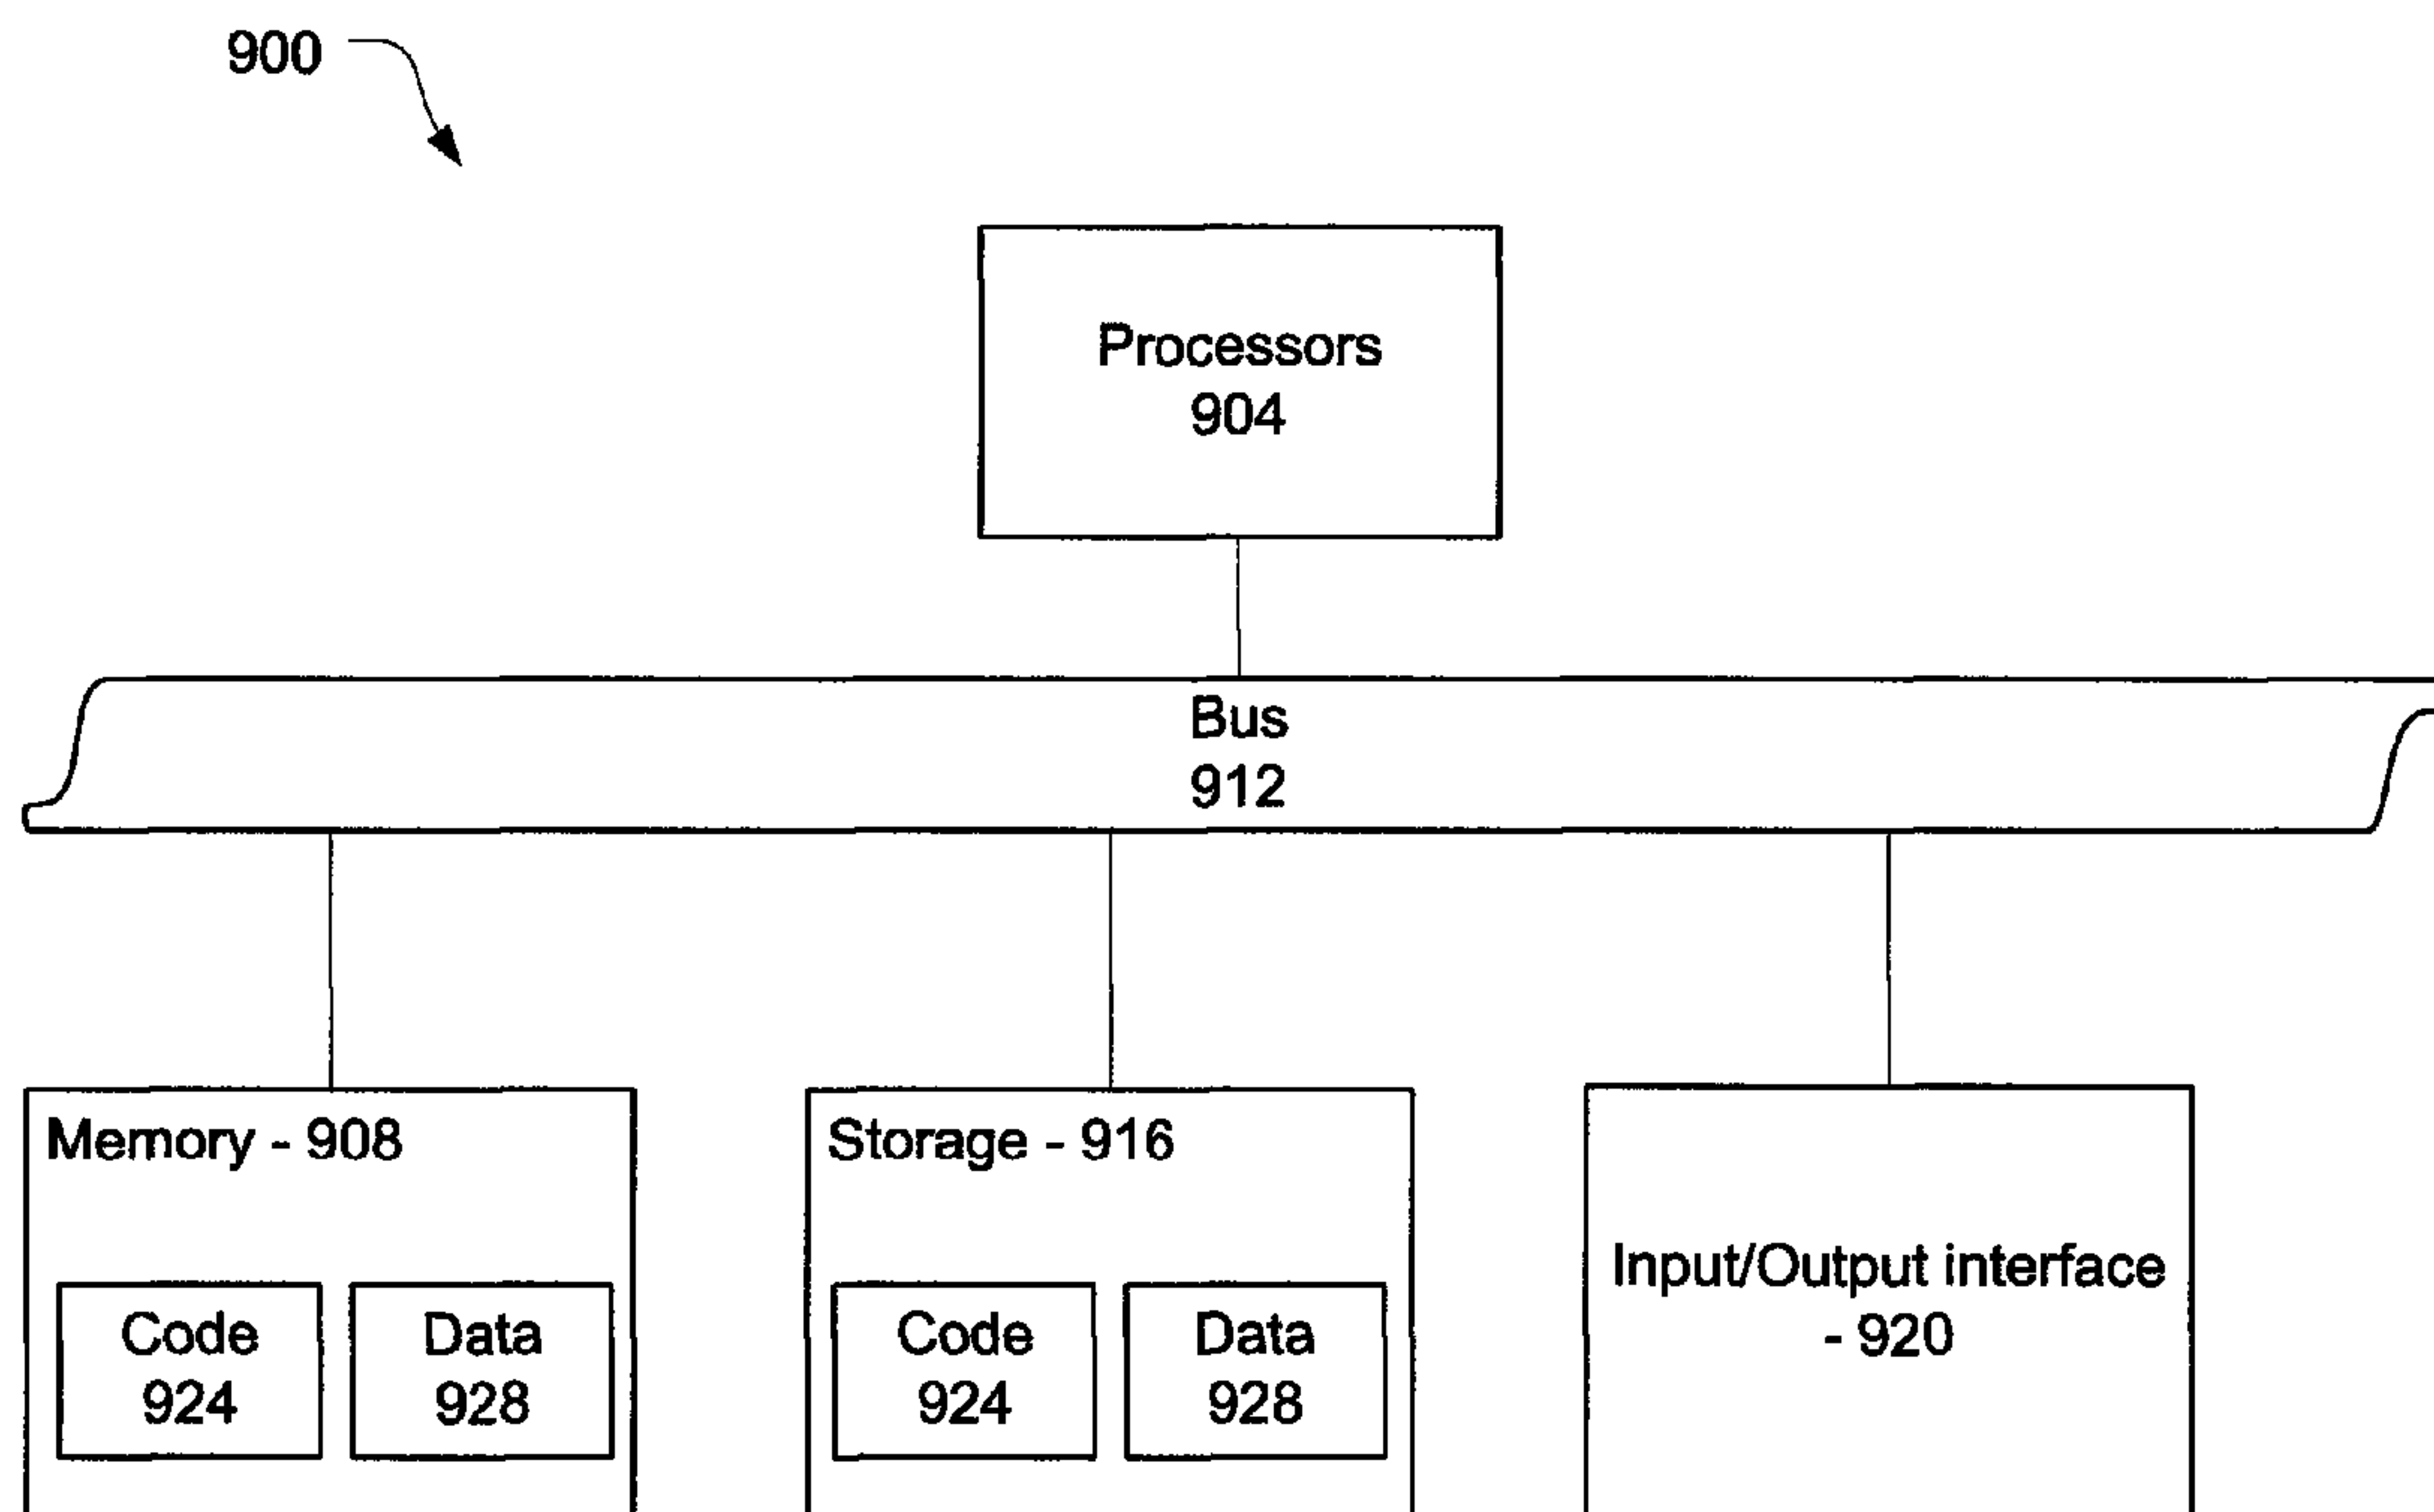 900
Processors
904
Bus
912
Memory - 908
Code
924
Data
928
Storage - 916
Code
924
Data
928
Input/Output interface
- 920